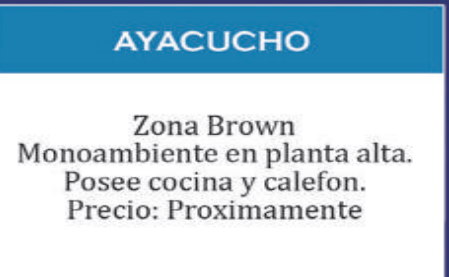 AYACUCHO
Zona Brown
Monoambiente en planta alta.
Posee cocina y calefon.
Precio: Proximamente